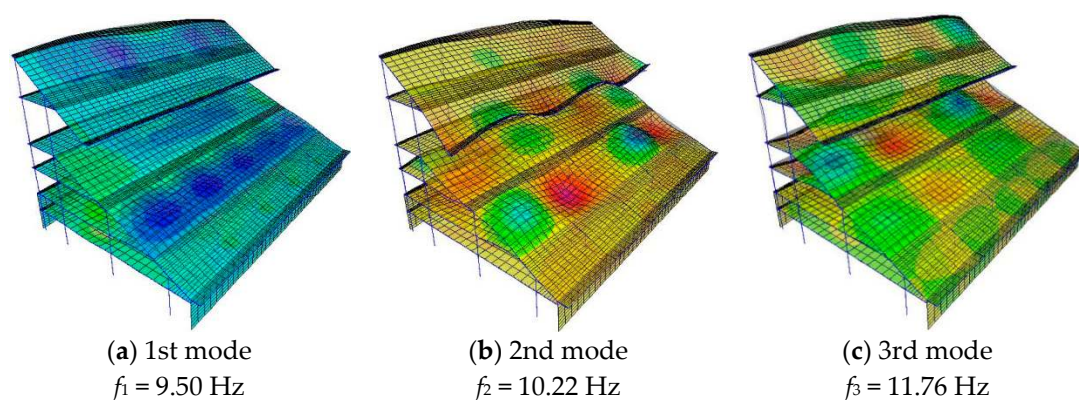 (a) 1st mode
f₁ = 9.50 Hz
(b) 2nd mode
f₂ = 10.22 Hz
(c) 3rd mode
f₃ = 11.76 Hz